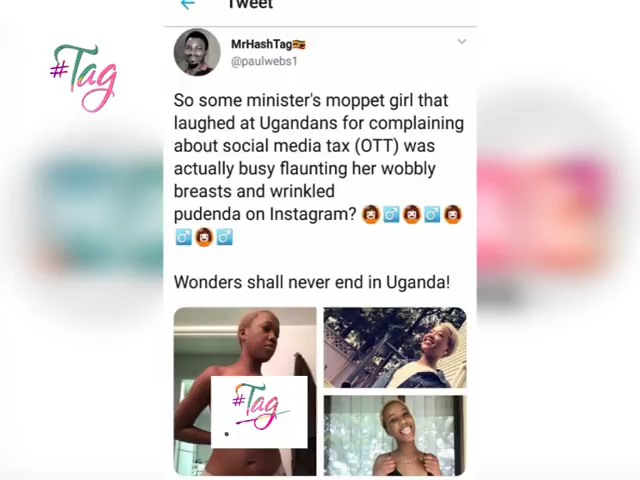 Tweet
#Tag
MrHashTag🇺🇬
@paulwebs1
So some minister's moppet girl that
laughed at Ugandans for complaining
about social media tax (OTT) was
actually busy flaunting her wobbly
breasts and wrinkled
pudenda on Instagram? 🙆♂️🙆♂️🙆
♂️🙆♂️
Wonders shall never end in Uganda!
#Tag